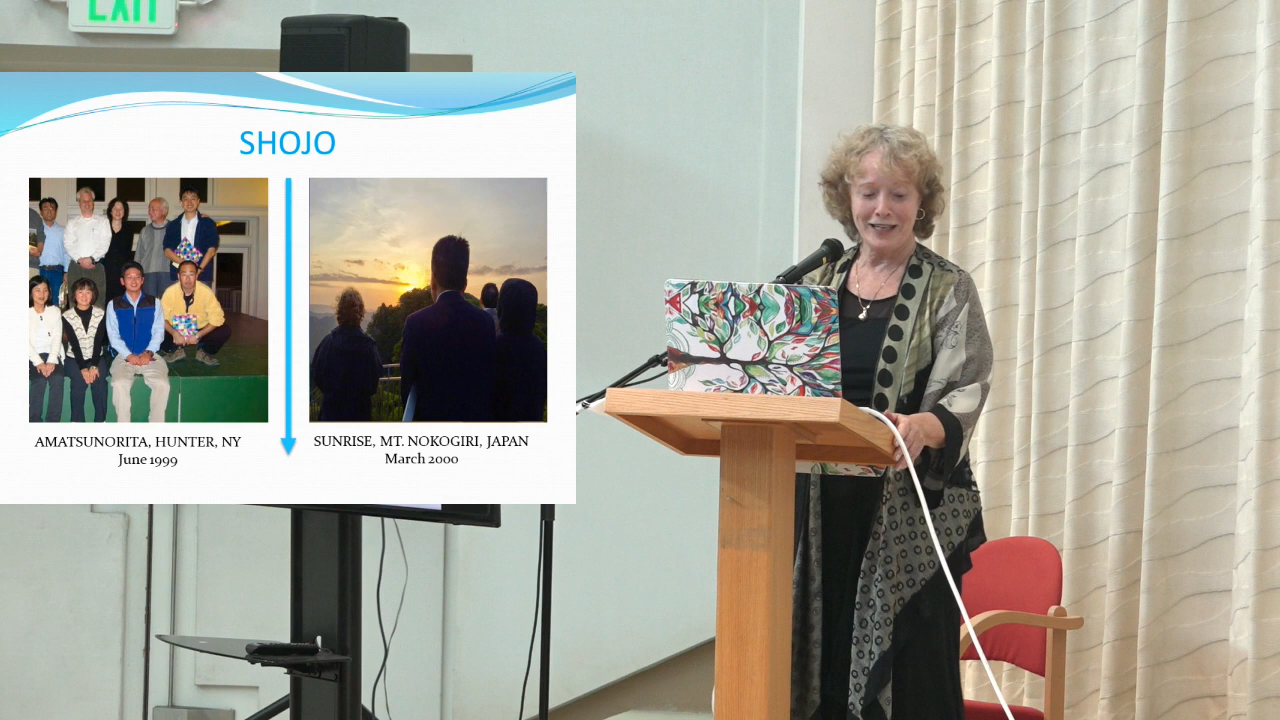 EXIT
SHOJO
AMATSUNORITA, HUNTER, NY
June 1999
SUNRISE, MT. NOKOGIRI, JAPAN
March 2000